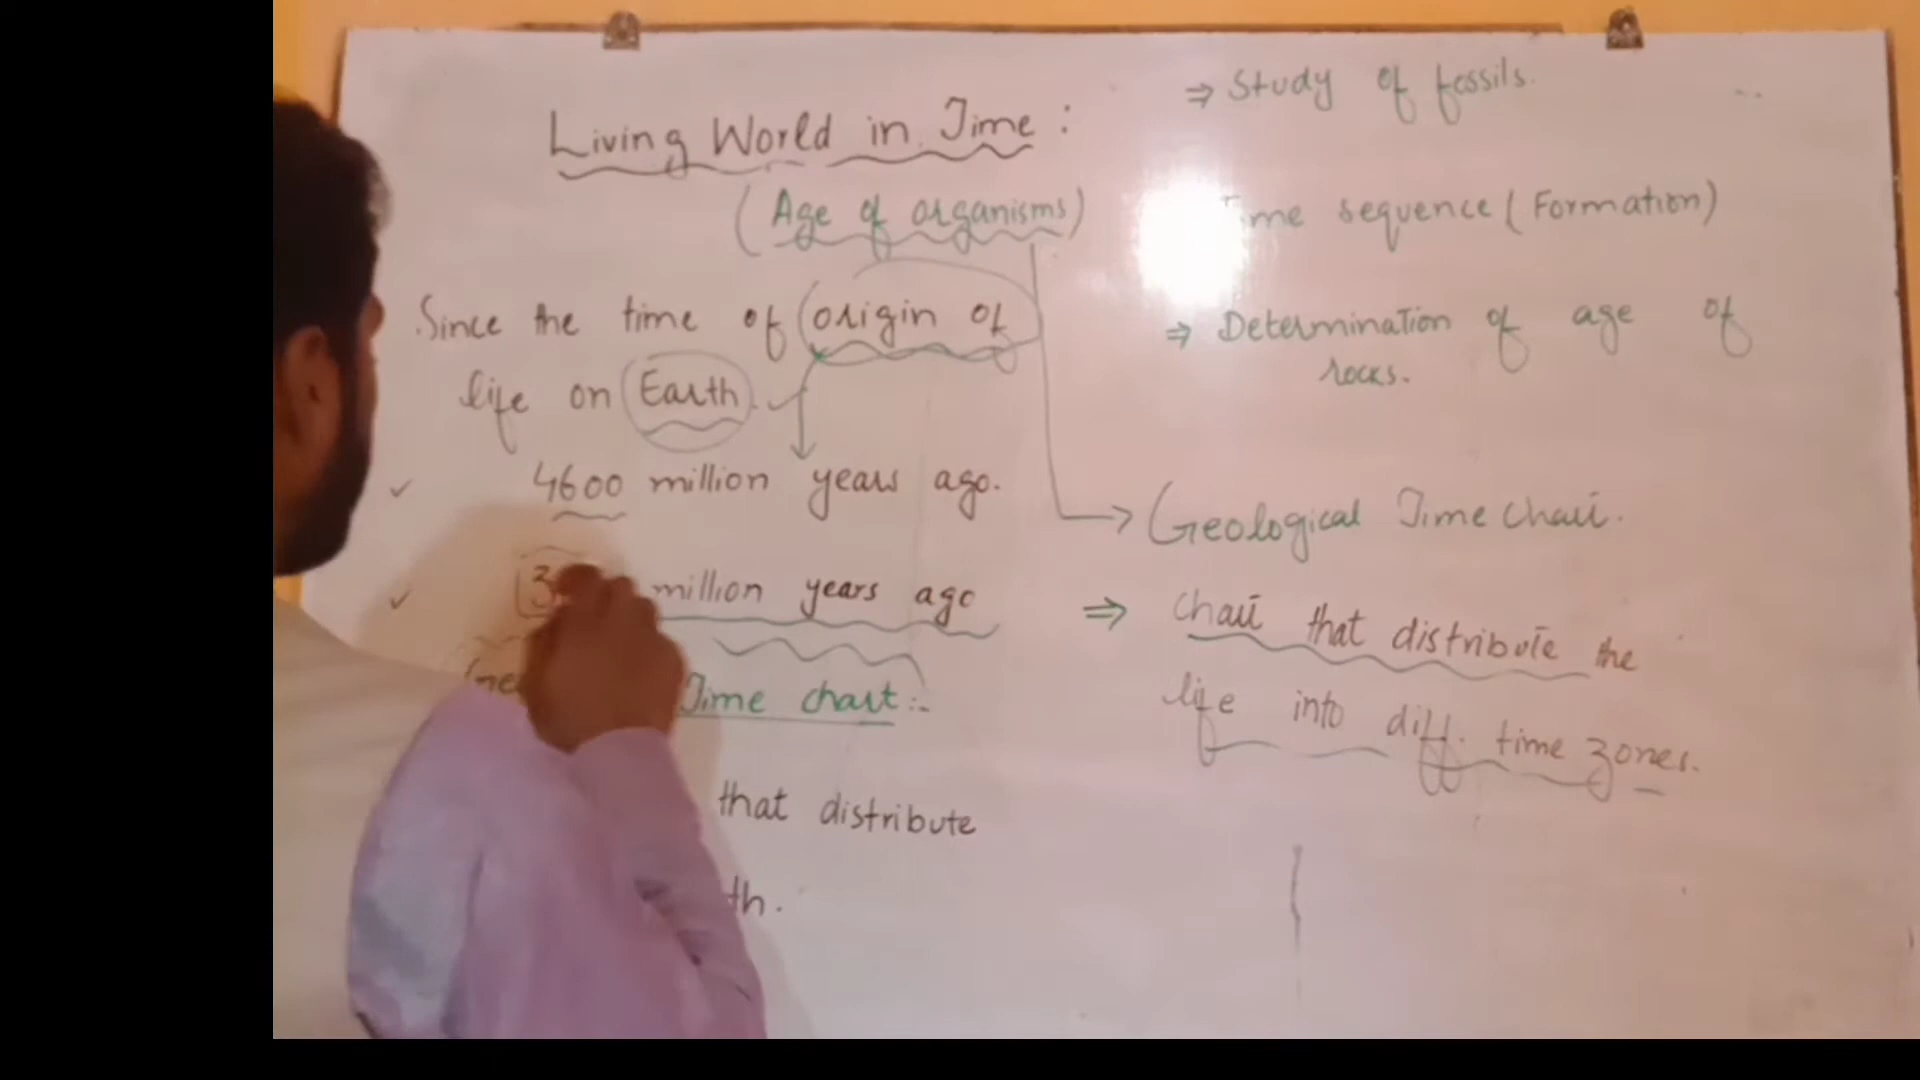 Living World in Time :
(Age of organisms)
Since the time of origin of
life on Earth.
4600 million years ago.
million years ago
Time chart :-
that distribute
⇒ Study of fossils.
sequence (Formation)
⇒ Determination of age of
rocks.
Geological Time Chart.
⇒ Chart that distribute the
life into diff. time zones.